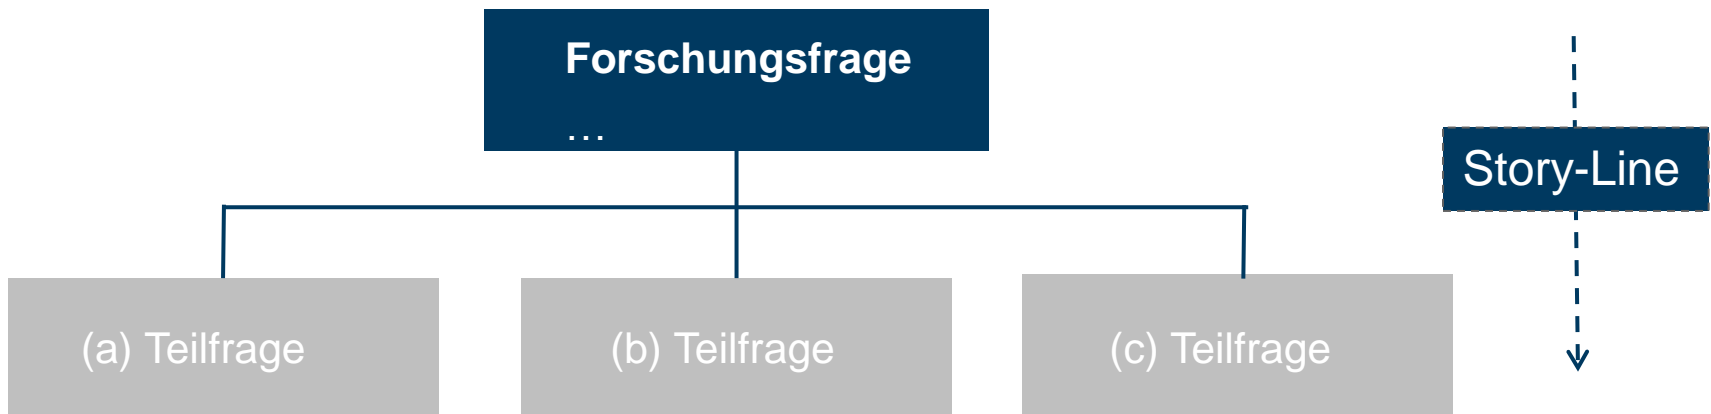 Forschungsfrage
…
Story-Line
(a) Teilfrage
(b) Teilfrage
(c) Teilfrage